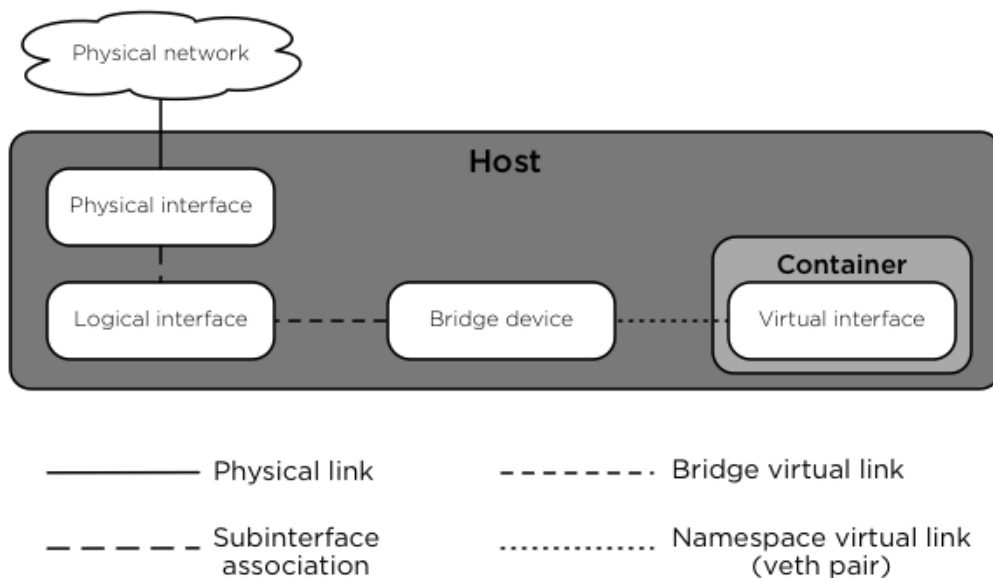 Physical network
Host
Physical interface
Container
Logical interface
Bridge device
Virtual interface
Physical link
Bridge virtual link
Subinterface
association
Namespace virtual link
(veth pair)